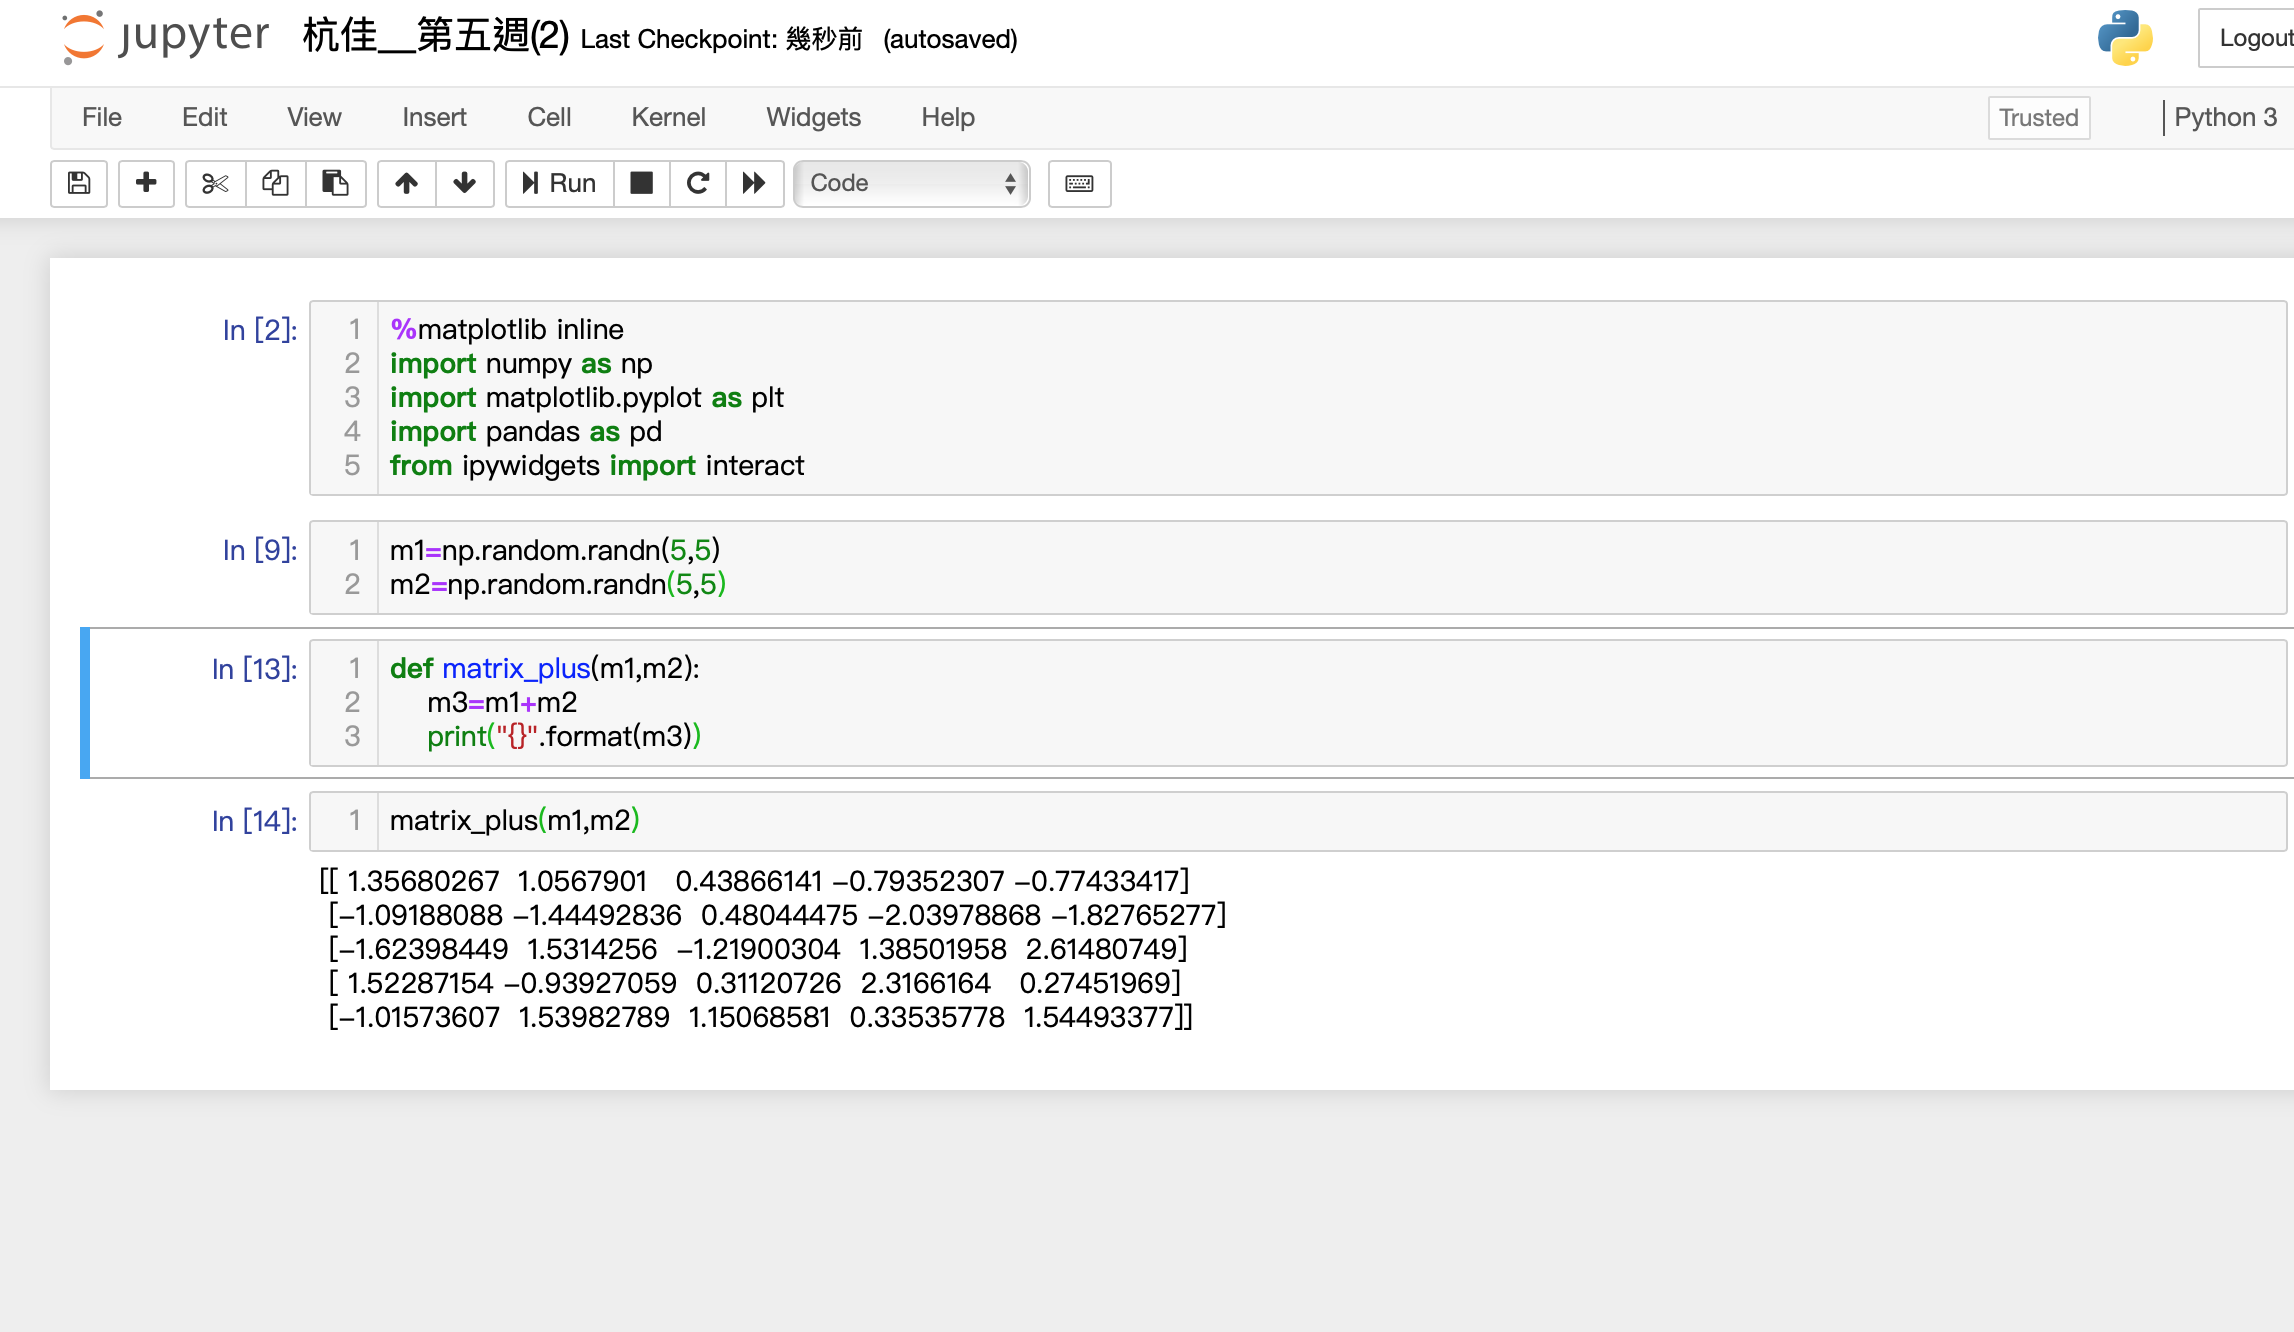 jupyter 杭佳__第五週(2) Last Checkpoint: 幾秒前 (autosaved) Logout
File Edit View Insert Cell Kernel Widgets Help Trusted Python 3
Run Code
In [2]: 1 %matplotlib inline
2 import numpy as np
3 import matplotlib.pyplot as plt
4 import pandas as pd
5 from ipywidgets import interact
In [9]: 1 m1=np.random.randn(5,5)
2 m2=np.random.randn(5,5)
In [13]: 1 def matrix_plus(m1,m2):
2 m3=m1+m2
3 print("{}".format(m3))
In [14]: 1 matrix_plus(m1,m2)
[[ 1.35680267 1.0567901 0.43866141 -0.79352307 -0.77433417]
[-1.09188088 -1.44492836 0.48044475 -2.03978868 -1.82765277]
[-1.62398449 1.5314256 -1.21900304 1.38501958 2.61480749]
[ 1.52287154 -0.93927059 0.31120726 2.3166164 0.27451969]
[-1.01573607 1.53982789 1.15068581 0.33535778 1.54493377]]